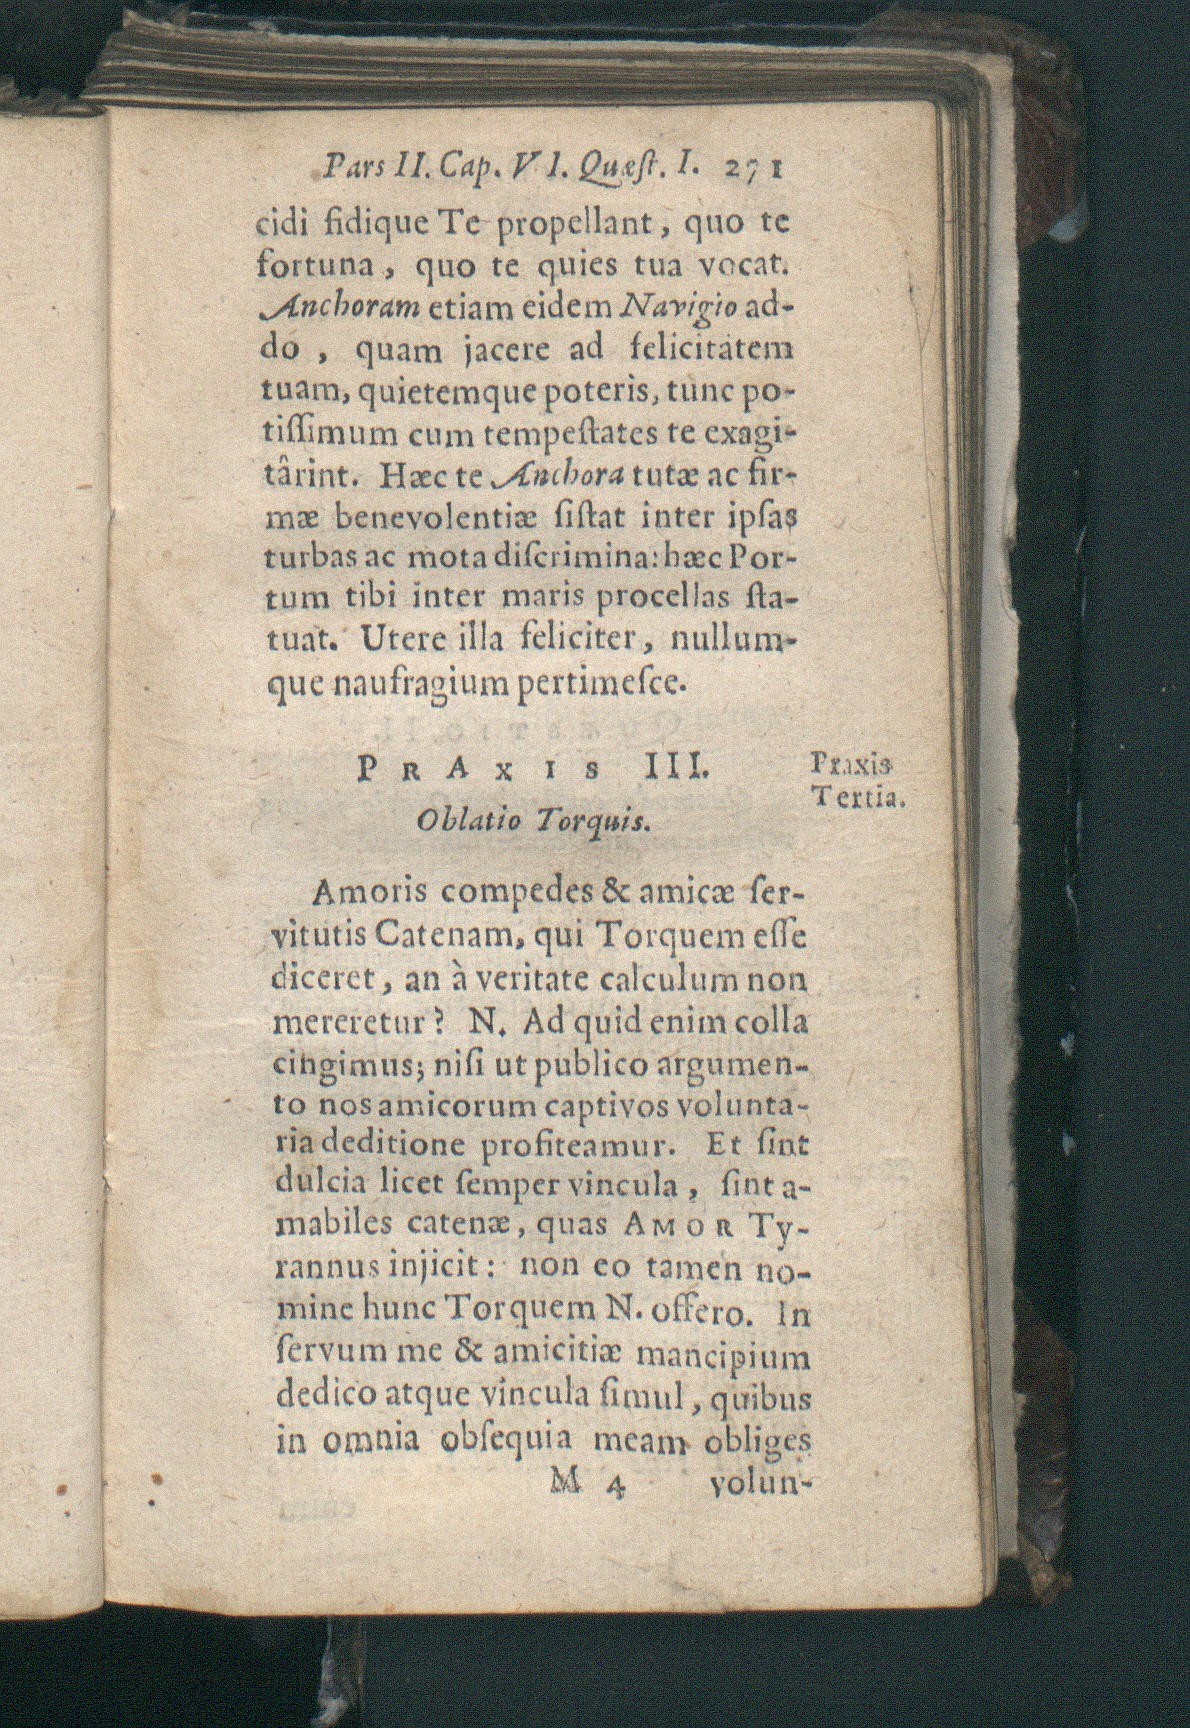 Pars II. Cap. VI. Quæſt. I. 271
cidi fidique Te propellant, quo te
fortuna, quo te quies tua vocat.
Anchoram etiam eidem Navigio ad-
do, quam jacere ad felicitatem
tuam, quietemque poteris, tunc po-
tiſſimum cum tempeſtates te exagi-
târint. Hæc te Anchora tutæ ac fir-
mæ benevolentiæ ſiſtat inter ipſas
turbas ac mota diſcrimina: hæc Por-
tum tibi inter maris procellas ſta-
tuat. Utere illa feliciter, nullum-
que naufragium pertimeſce.
PRAXIS III.
Praxis
Tertia.
Oblatio Torquis.
Amoris compedes & amicæ ſer-
vitutis Catenam, qui Torquem eſſe
diceret, an à veritate calculum non
mereretur? N. Ad quid enim colla
cingimus; niſi ut publico argumen-
to nos amicorum captivos volunta-
ria deditione profiteamur. Et ſint
dulcia licet ſemper vincula, ſint a-
mabiles catenæ, quas AMOR Ty-
rannus injicit: non eo tamen no-
mine hunc Torquem N. offero. In
ſervum me & amicitiæ mancipium
dedico atque vincula ſimul, quibus
in omnia obſequia meam obliges
M 4 volun-